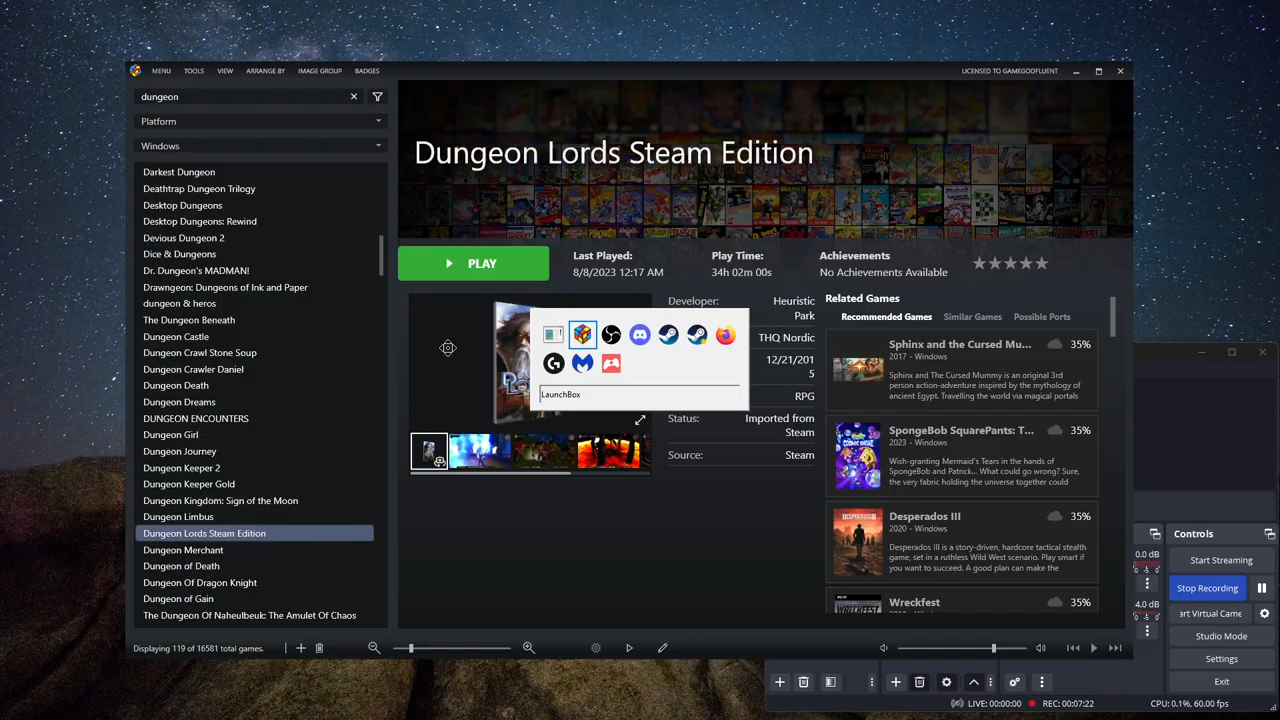 MENU TOOLS VIEW ARRANGE BY IMAGE GROUP BADGES LICENSED TO GAMEGODFLUENT
dungeon
Platform
Windows
Darkest Dungeon
Deathtrap Dungeon Trilogy
Desktop Dungeons
Desktop Dungeons: Rewind
Devious Dungeon 2
Dice & Dungeons
Dr. Dungeon's MADMAN!
Drawngeon: Dungeons of Ink and Paper
dungeon & heros
The Dungeon Beneath
Dungeon Castle
Dungeon Crawl Stone Soup
Dungeon Crawler Daniel
Dungeon Death
Dungeon Dreams
DUNGEON ENCOUNTERS
Dungeon Girl
Dungeon Journey
Dungeon Keeper 2
Dungeon Keeper Gold
Dungeon Kingdom: Sign of the Moon
Dungeon Limbus
Dungeon Lords Steam Edition
Dungeon Merchant
Dungeon of Death
Dungeon Of Dragon Knight
Dungeon of Gain
The Dungeon Of Naheulbeuk: The Amulet Of Chaos
Displaying 119 of 16581 total games.
Dungeon Lords Steam Edition
PLAY
Last Played:
8/8/2023 12:17 AM
Play Time:
34h 02m 00s
Achievements
No Achievements Available
Developer: Heuristic
Park
THQ Nordic
12/21/201
5
RPG
Status: Imported from
Steam
Source: Steam
LaunchBox
Related Games
Recommended Games Similar Games Possible Ports
Sphinx and the Cursed Mu... 35%
2017 - Windows
Sphinx and The Cursed Mummy is an original 3rd
person action-adventure inspired by the mythology of
ancient Egypt. Travelling the world via magical portals
SpongeBob SquarePants: T... 35%
2023 - Windows
Wish-granting Mermaid's Tears in the hands of
SpongeBob and Patrick... What could go wrong? Sure,
the very fabric holding the universe together could
Desperados III 35%
2020 - Windows
Desperados III is a story-driven, hardcore tactical stealth
game, set in a ruthless Wild West scenario. Play smart if
you want to succeed. A good plan can make the
Wreckfest 35%
Controls
0.0 dB
Start Streaming
Stop Recording
4.0 dB
art Virtual Came
Studio Mode
Settings
Exit
LIVE: 00:00:00 REC: 00:07:22 CPU: 0.1%, 60.00 fps